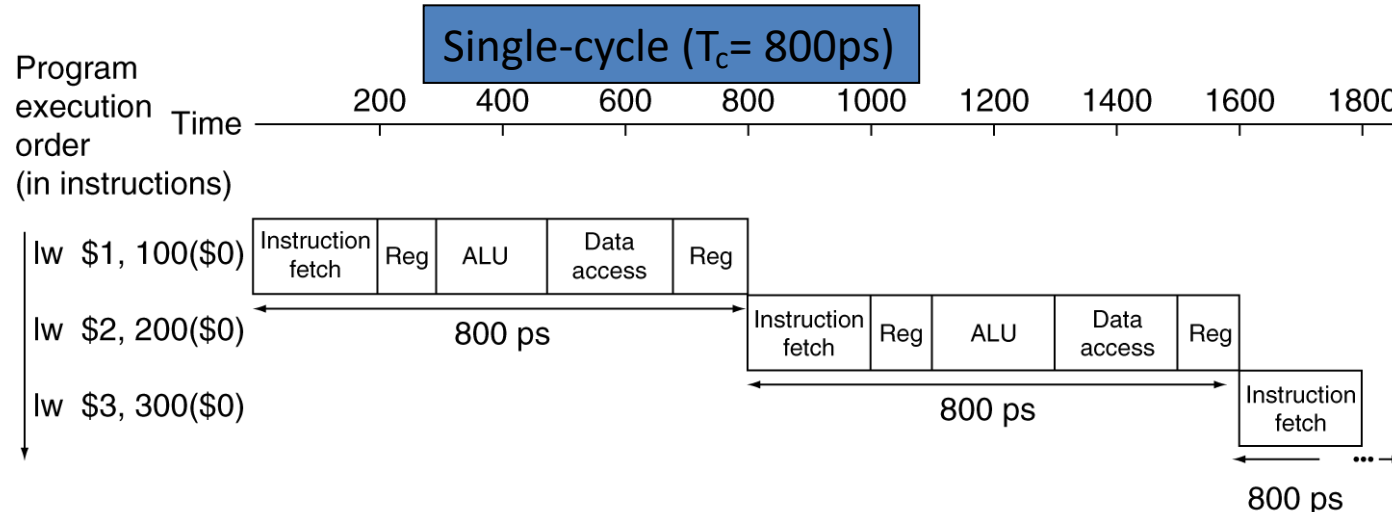 Single-cycle (Tc= 800ps)
Program
execution
order
(in instructions)
Time
200 400 600 800 1000 1200 1400 1600 1800
lw $1, 100($0)
Instruction
fetch
Reg
ALU
Data
access
Reg
800 ps
lw $2, 200($0)
Instruction
fetch
Reg
ALU
Data
access
Reg
800 ps
lw $3, 300($0)
Instruction
fetch
...
800 ps